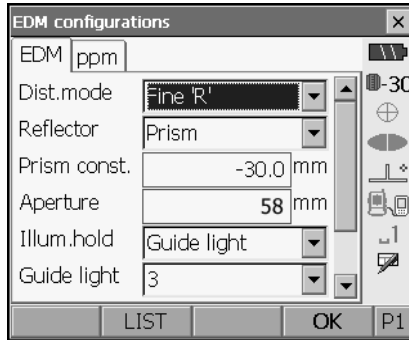 EDM configurations ×
EDM ppm
Dist.mode Fine 'R'
-30
Reflector Prism
Prism const. -30.0 mm
Aperture 58 mm
Illum.hold Guide light
1
Guide light 3
LIST OK P1